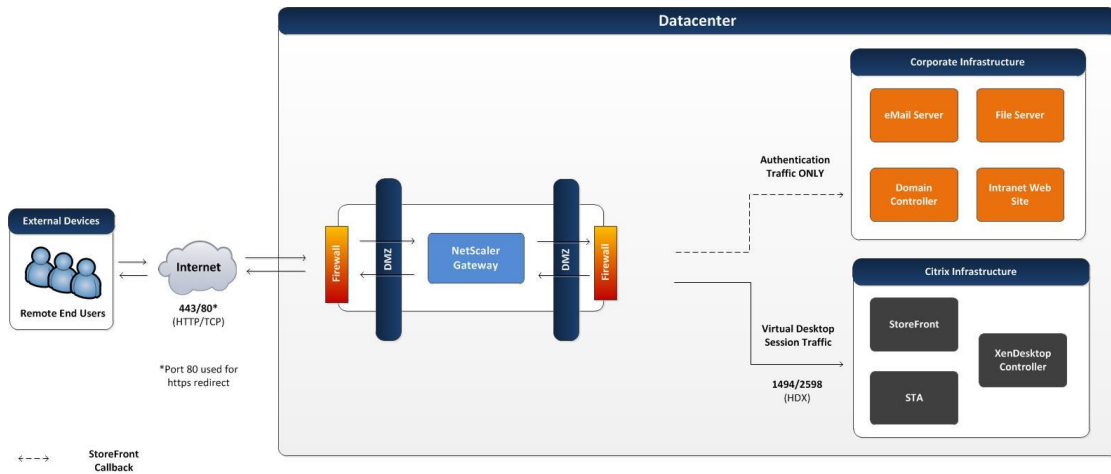 Datacenter
Corporate Infrastructure
eMail Server
File Server
Authentication
Traffic ONLY
Domain
Controller
Intranet Web
Site
External Devices
Remote End Users
Internet
443/80*
(HTTP/TCP)
*Port 80 used for
https redirect
Firewall
DMZ
NetScaler
Gateway
DMZ
Firewall
Citrix Infrastructure
StoreFront
XenDesktop
Controller
STA
Virtual Desktop
Session Traffic
1494/2598
(HDX)
StoreFront
Callback